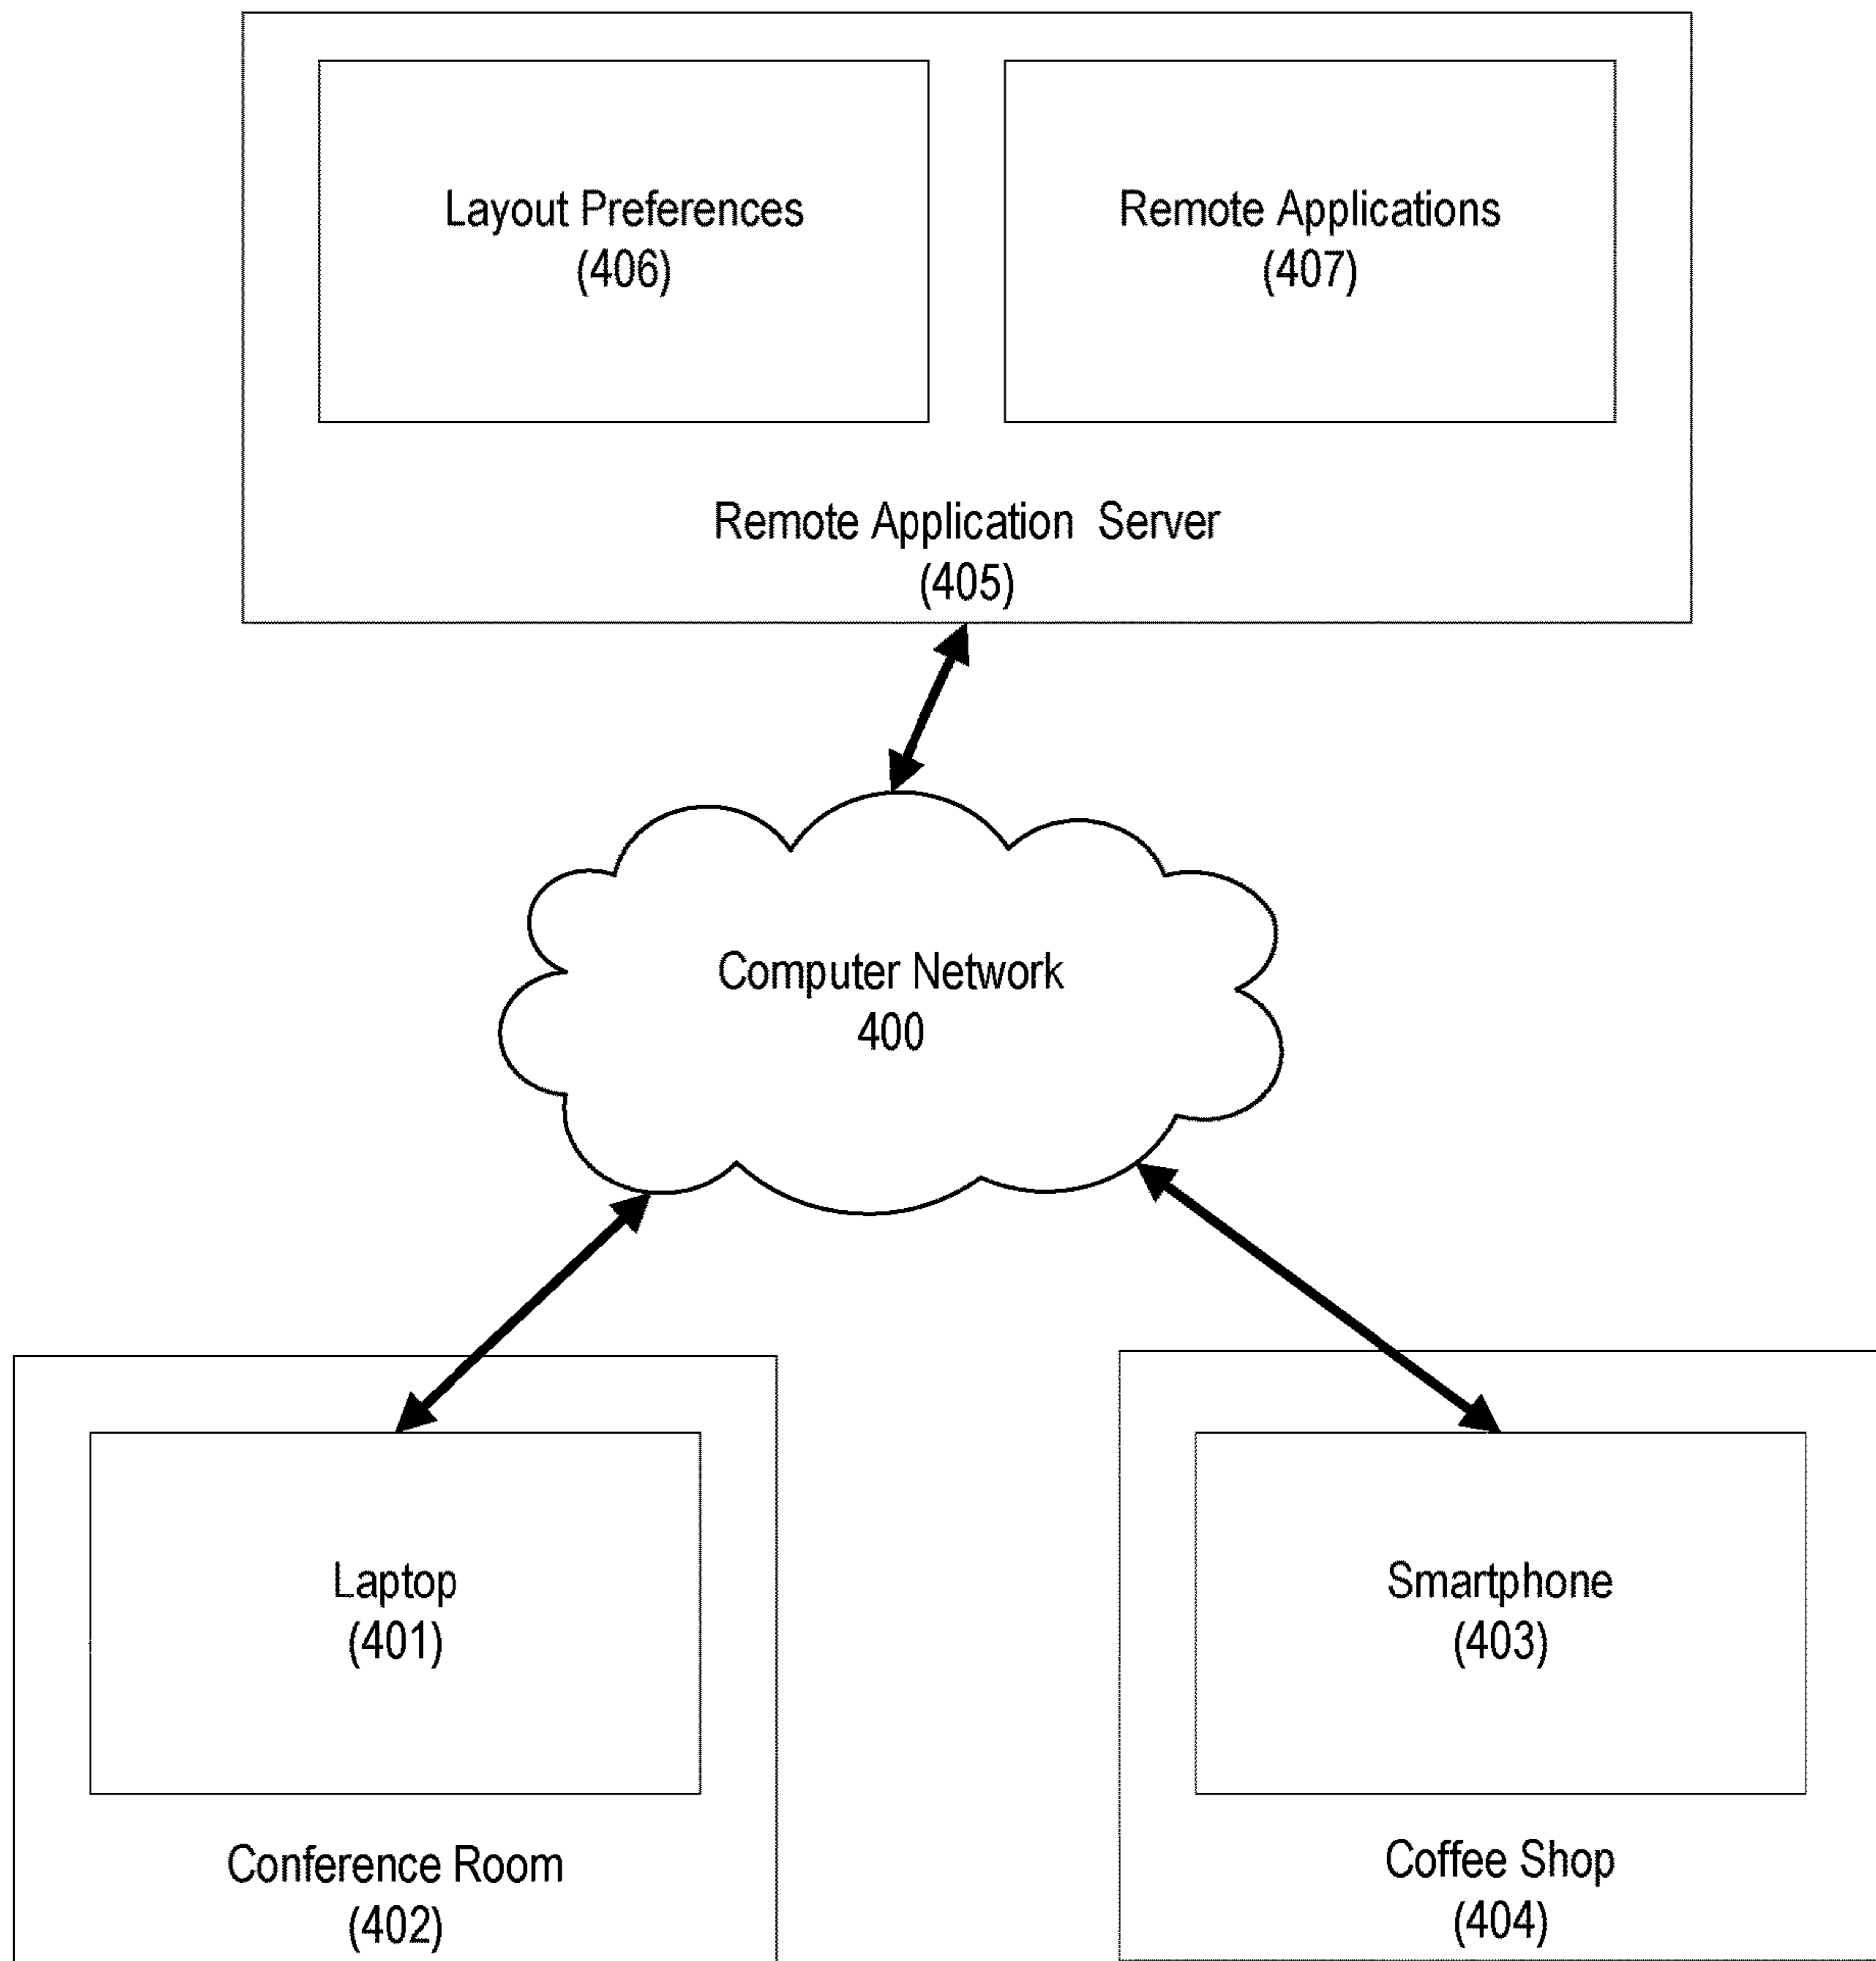 Layout Preferences
(406)
Remote Applications
(407)
Remote Application Server
(405)
Computer Network
400
Laptop
(401)
Conference Room
(402)
Smartphone
(403)
Coffee Shop
(404)